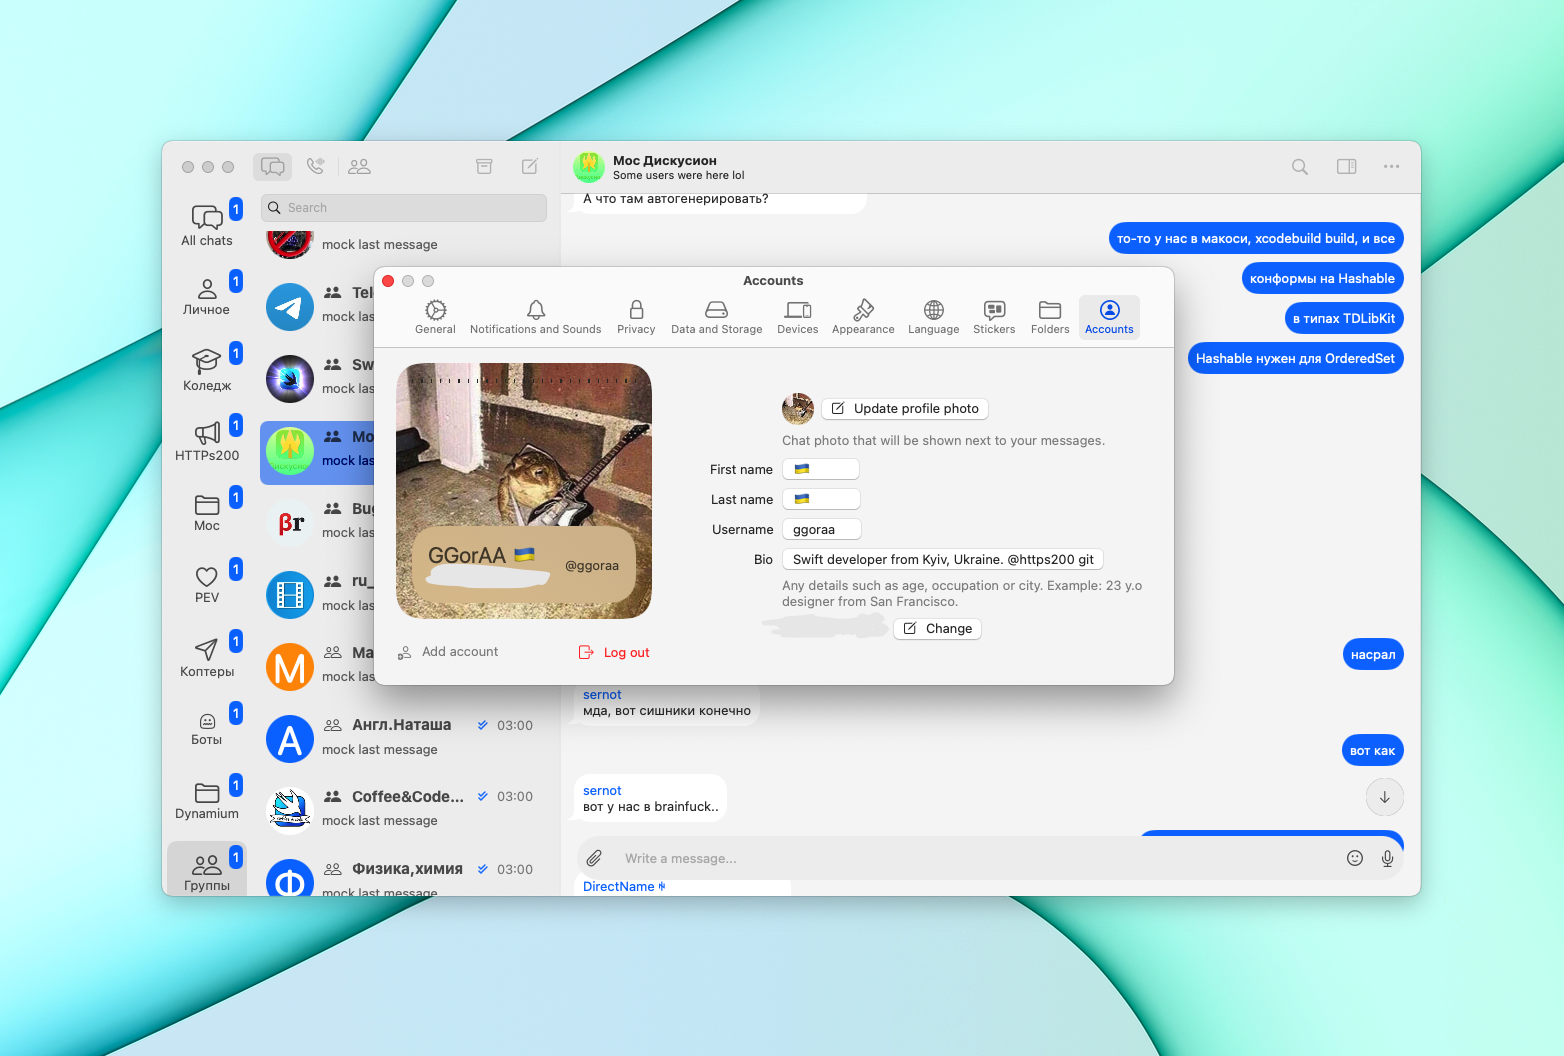 Мос Дискусион
Some users were here lol
Search
А что там автогенерировать?
то-то у нас в макоси, xcodebuild build, и все
конформы на Hashable
в типах TDLibKit
Hashable нужен для OrderedSet
1
All chats
1
Личное
1
Коледж
1
HTTPs200
1
Мос
1
PEV
1
Коптеры
1
Боты
1
Dynamium
1
Группы
mock last message
Tel
mock las
Sw
mock las
Mo
mock las
βr
Bug
mock las
ru_
mock las
M
Ma
mock las
А
Англ.Наташа
03:00
mock last message
Coffee&Code...
03:00
mock last message
Ф
Физика,химия
03:00
mock last message
Accounts
General
Notifications and Sounds
Privacy
Data and Storage
Devices
Appearance
Language
Stickers
Folders
Accounts
GGorAA 🇺🇦
@ggoraa
Add account
Log out
Update profile photo
Chat photo that will be shown next to your messages.
First name 🇺🇦
Last name 🇺🇦
Username ggoraa
Bio Swift developer from Kyiv, Ukraine. @https200 git
Any details such as age, occupation or city. Example: 23 y.o
designer from San Francisco.
Change
насрал
sernot
мда, вот сишники конечно
вот как
sernot
вот у нас в brainfuck..
Write a message...
DirectName